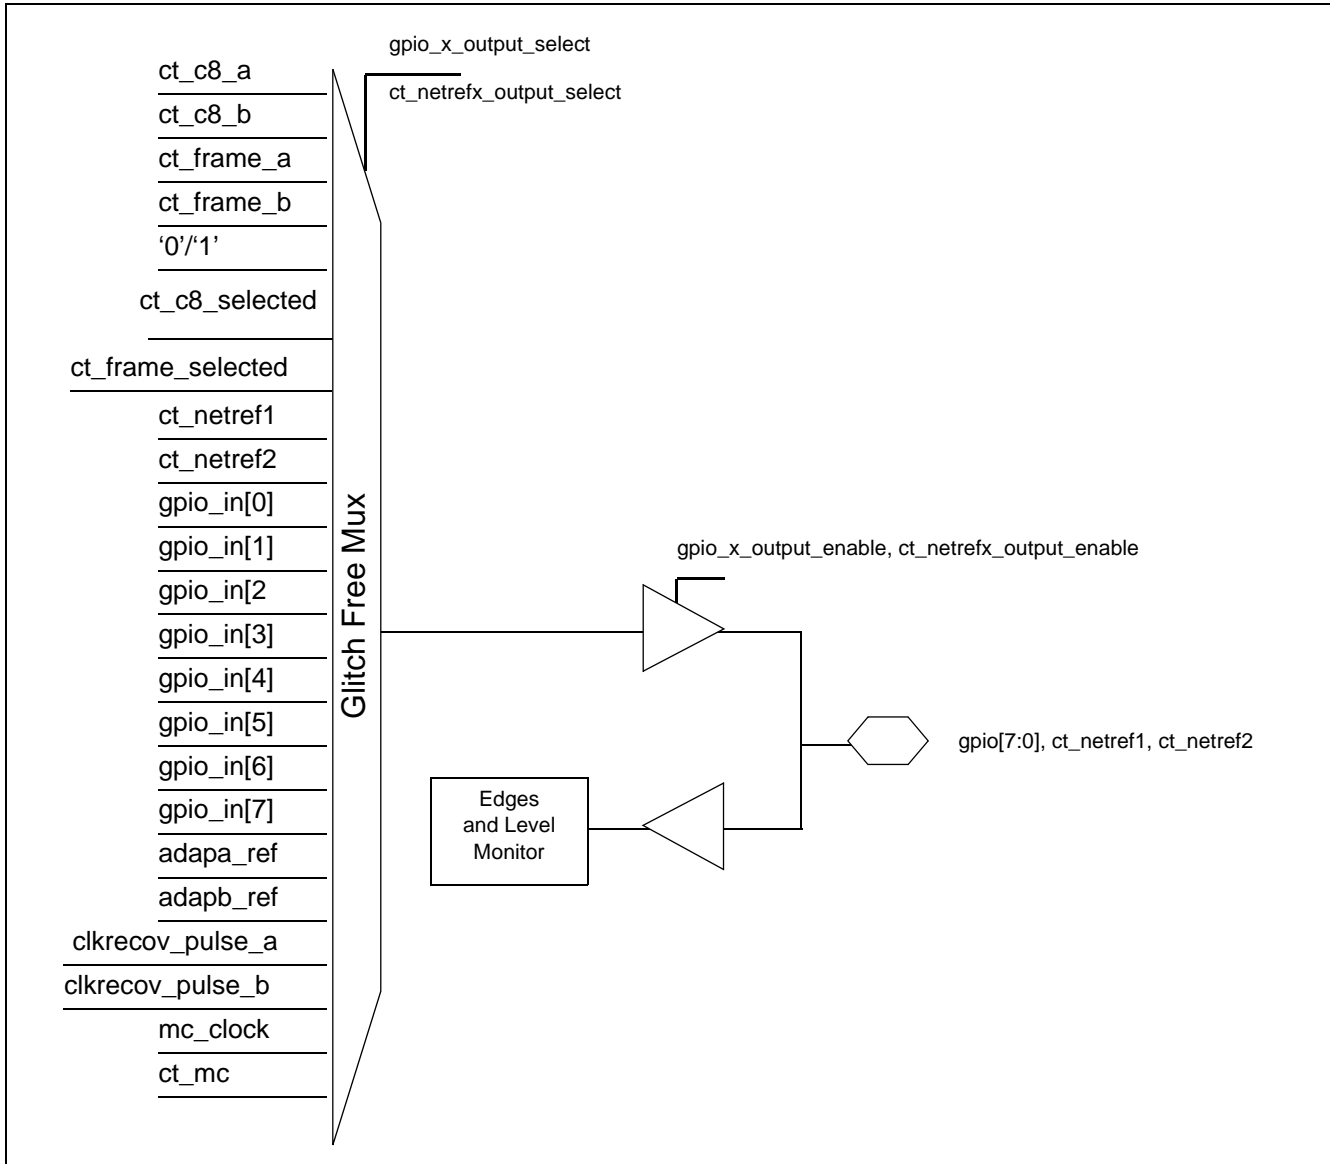 gpio_x_output_select
ct_netrefx_output_select
ct_c8_a
ct_c8_b
ct_frame_a
ct_frame_b
‘0’/‘1’
ct_c8_selected
ct_frame_selected
ct_netref1
ct_netref2
gpio_in[0]
gpio_in[1]
gpio_in[2
gpio_in[3]
gpio_in[4]
gpio_in[5]
gpio_in[6]
gpio_in[7]
adapa_ref
adapb_ref
clkrecov_pulse_a
clkrecov_pulse_b
mc_clock
ct_mc
Glitch Free Mux
gpio_x_output_enable, ct_netrefx_output_enable
Edges
and Level
Monitor
gpio[7:0], ct_netref1, ct_netref2